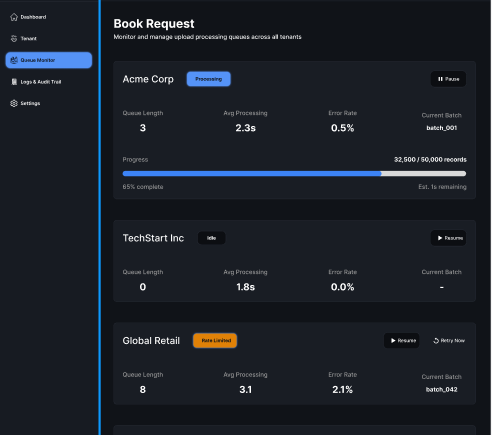 Dashboard
Tenant
Queue Monitor
Logs & Audit Trail
Settings
Book Request
Monitor and manage upload processing queues across all tenants
Acme Corp
Processing
Pause
Queue Length
Avg Processing
Error Rate
Current Batch
3
2.3s
0.5%
batch_001
Progress
32,500 / 50,000 records
65% complete
Est. 1s remaining
TechStart Inc
Idle
Resume
Queue Length
Avg Processing
Error Rate
Current Batch
0
1.8s
0.0%
-
Global Retail
Rate Limited
Resume
Retry Now
Queue Length
Avg Processing
Error Rate
Current Batch
8
3.1
2.1%
batch_042